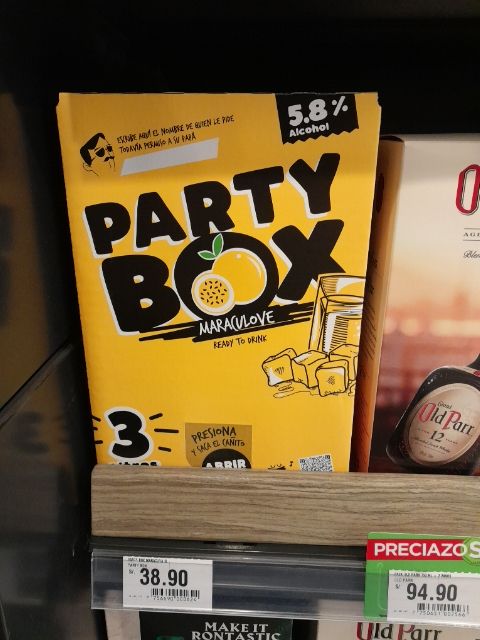 5.8%
Alcohol
ESCRIBE AQUÍ EL NOMBRE DE QUIEN LE PIDE
TODAVÍA PERMISO A SU PAPÁ
PARTY
BOX
MARACULOVE
READY TO DRINK
3
PRESIONA
Y SACA EL CAÑITO
ABRIR
Old Parr
12
PRECIAZO
S/ 38.90
S/ 94.90
MAKE IT
RONTASTIC
Old Parr